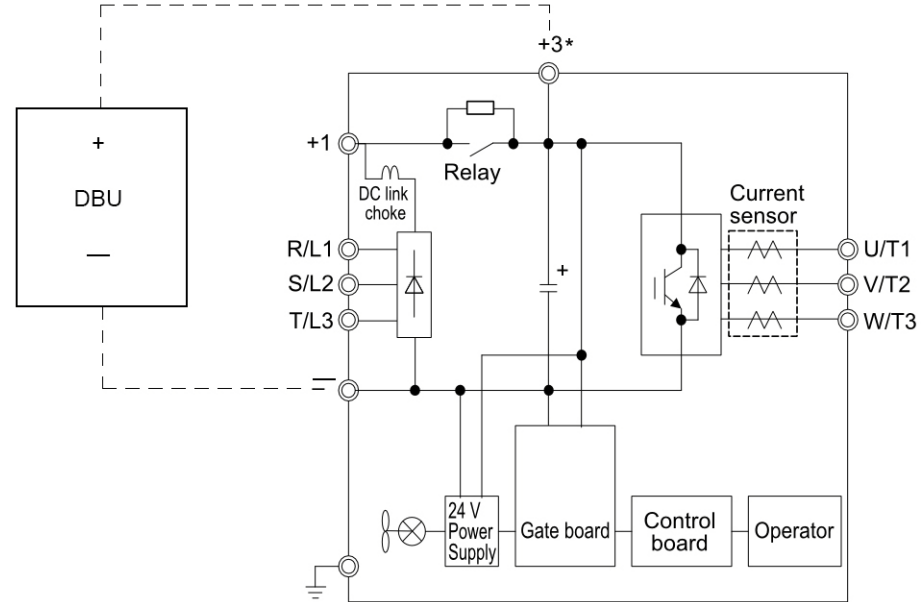 +3*
+
DBU
—
+1
Relay
DC link
choke
Current
sensor
R/L1
S/L2
T/L3
+
U/T1
V/T2
W/T3
—
24 V
Power
Supply
Gate board
Control
board
Operator